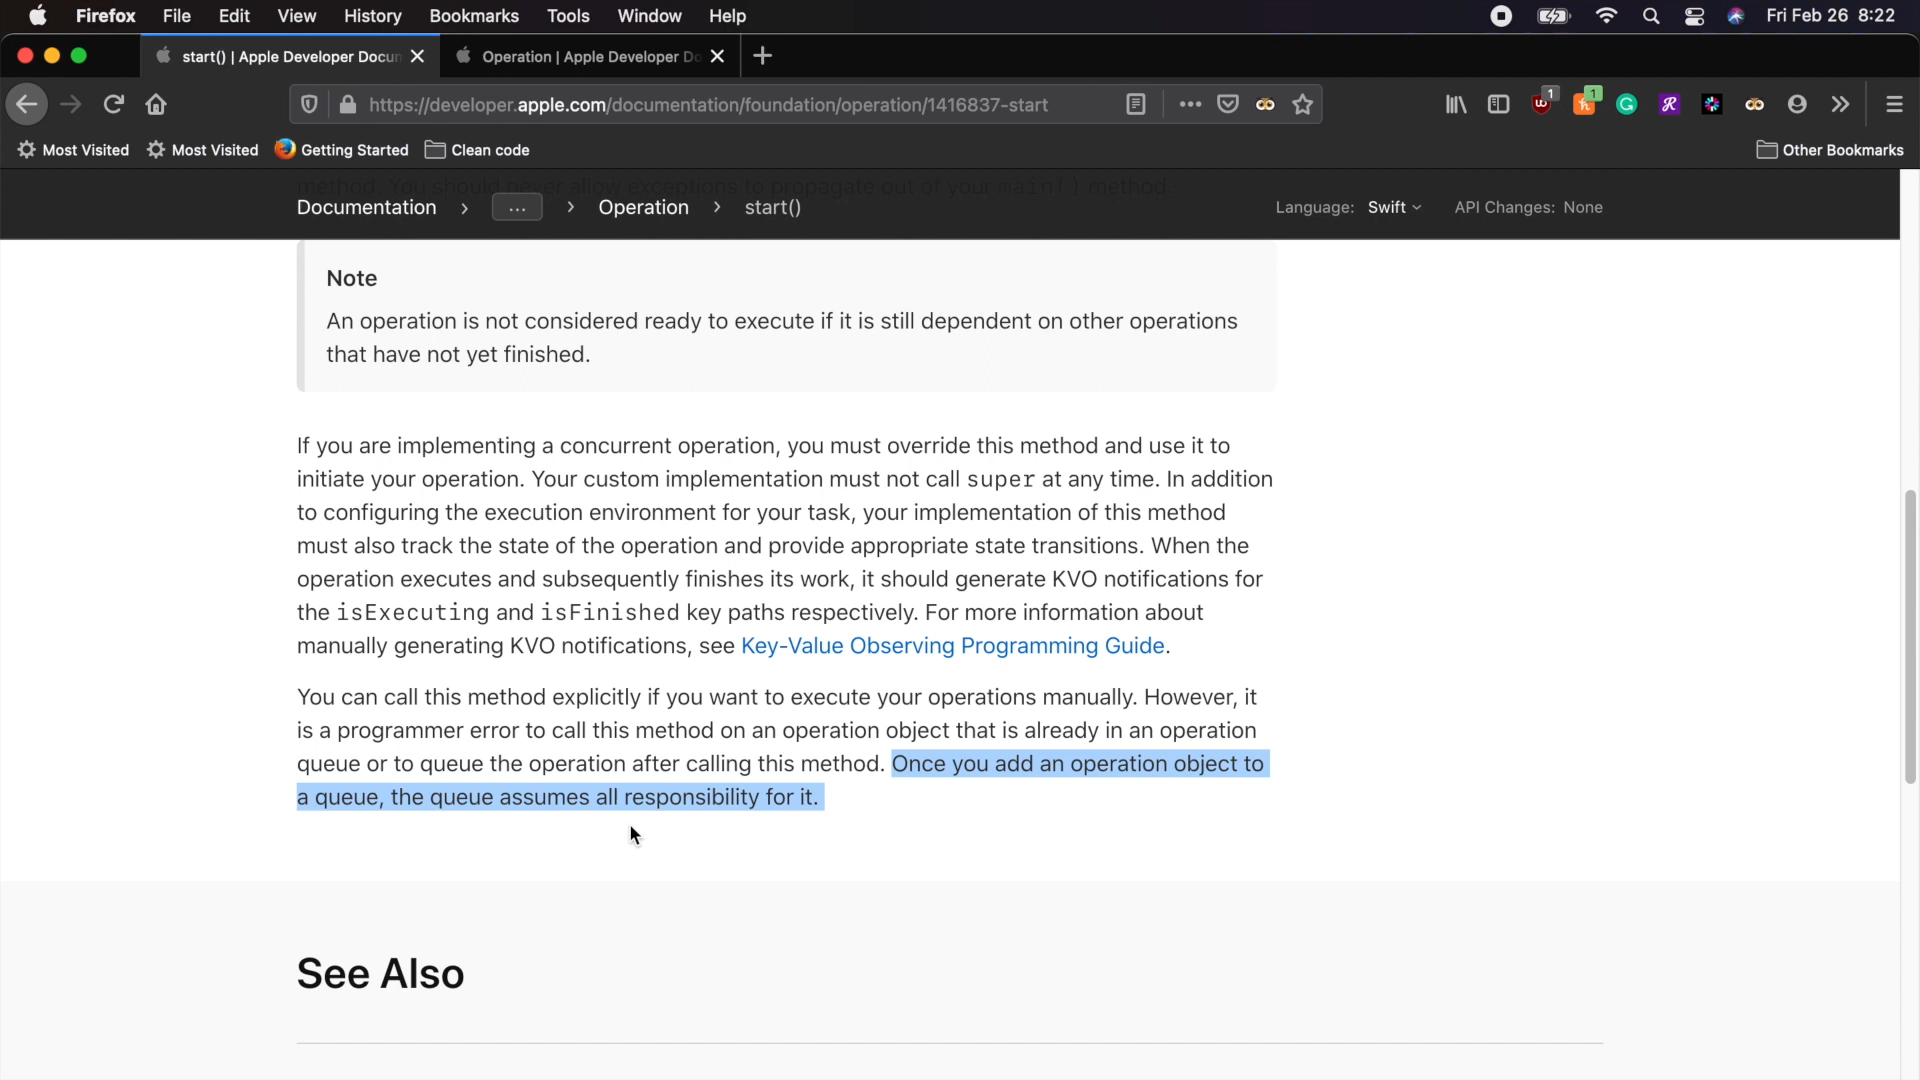 Firefox File Edit View History Bookmarks Tools Window Help Fri Feb 26 8:22
start() | Apple Developer Docun Operation | Apple Developer Do
https://developer.apple.com/documentation/foundation/operation/1416837-start 1 1
Most Visited Most Visited Getting Started Clean code Other Bookmarks
method. You should never allow exceptions to propagate out of your main() method.
Documentation > ... > Operation > start() Language: Swift API Changes: None
Note
An operation is not considered ready to execute if it is still dependent on other operations
that have not yet finished.
If you are implementing a concurrent operation, you must override this method and use it to
initiate your operation. Your custom implementation must not call super at any time. In addition
to configuring the execution environment for your task, your implementation of this method
must also track the state of the operation and provide appropriate state transitions. When the
operation executes and subsequently finishes its work, it should generate KVO notifications for
the isExecuting and isFinished key paths respectively. For more information about
manually generating KVO notifications, see Key-Value Observing Programming Guide.
You can call this method explicitly if you want to execute your operations manually. However, it
is a programmer error to call this method on an operation object that is already in an operation
queue or to queue the operation after calling this method. Once you add an operation object to
a queue, the queue assumes all responsibility for it.
See Also